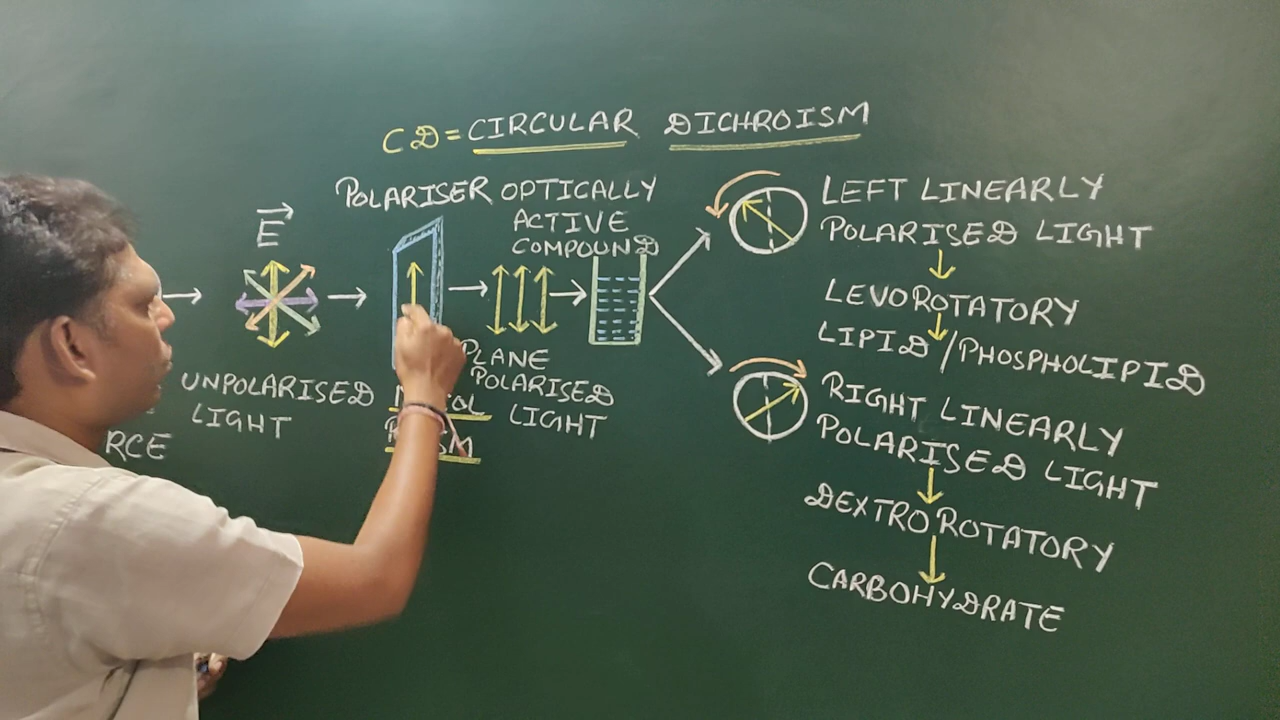 CD = CIRCULAR DICHROISM
POLARISER
OPTICALLY
ACTIVE
COMPOUND
E
UNPOLARISED
LIGHT
PLANE
POLARISED
LIGHT
LEFT LINEARLY
POLARISED LIGHT
LEVOROTATORY
LIPID / PHOSPHOLIPID
RIGHT LINEARLY
POLARISED LIGHT
DEXTROROTATORY
CARBOHYDRATE